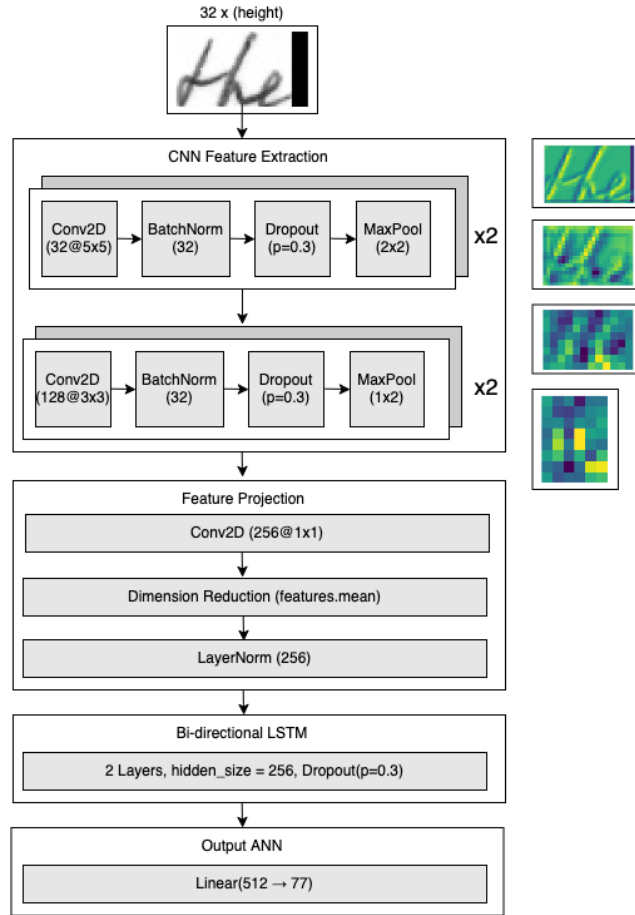 32 x (height)
the
CNN Feature Extraction
Conv2D
(32@5x5)
BatchNorm
(32)
Dropout
(p=0.3)
MaxPool
(2x2)
x2
Conv2D
(128@3x3)
BatchNorm
(32)
Dropout
(p=0.3)
MaxPool
(1x2)
x2
Feature Projection
Conv2D (256@1x1)
Dimension Reduction (features.mean)
LayerNorm (256)
Bi-directional LSTM
2 Layers, hidden_size = 256, Dropout(p=0.3)
Output ANN
Linear(512 → 77)